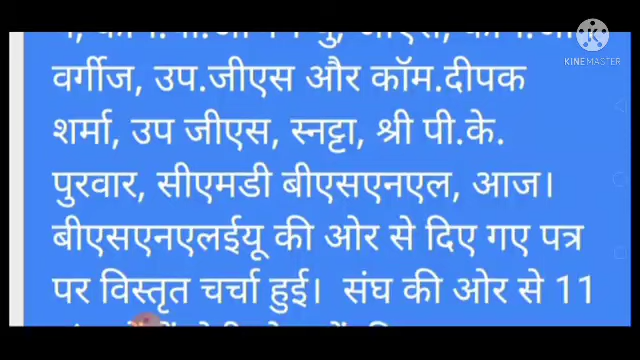 KINEMASTER
वर्गीज, उप.जीएस और कॉम.दीपक
शर्मा, उप जीएस, स्नट्टा, श्री पी.के.
पुरवार, सीएमडी बीएसएनएल, आज।
बीएसएनएलईयू की ओर से दिए गए पत्र
पर विस्तृत चर्चा हुई। संघ की ओर से 11